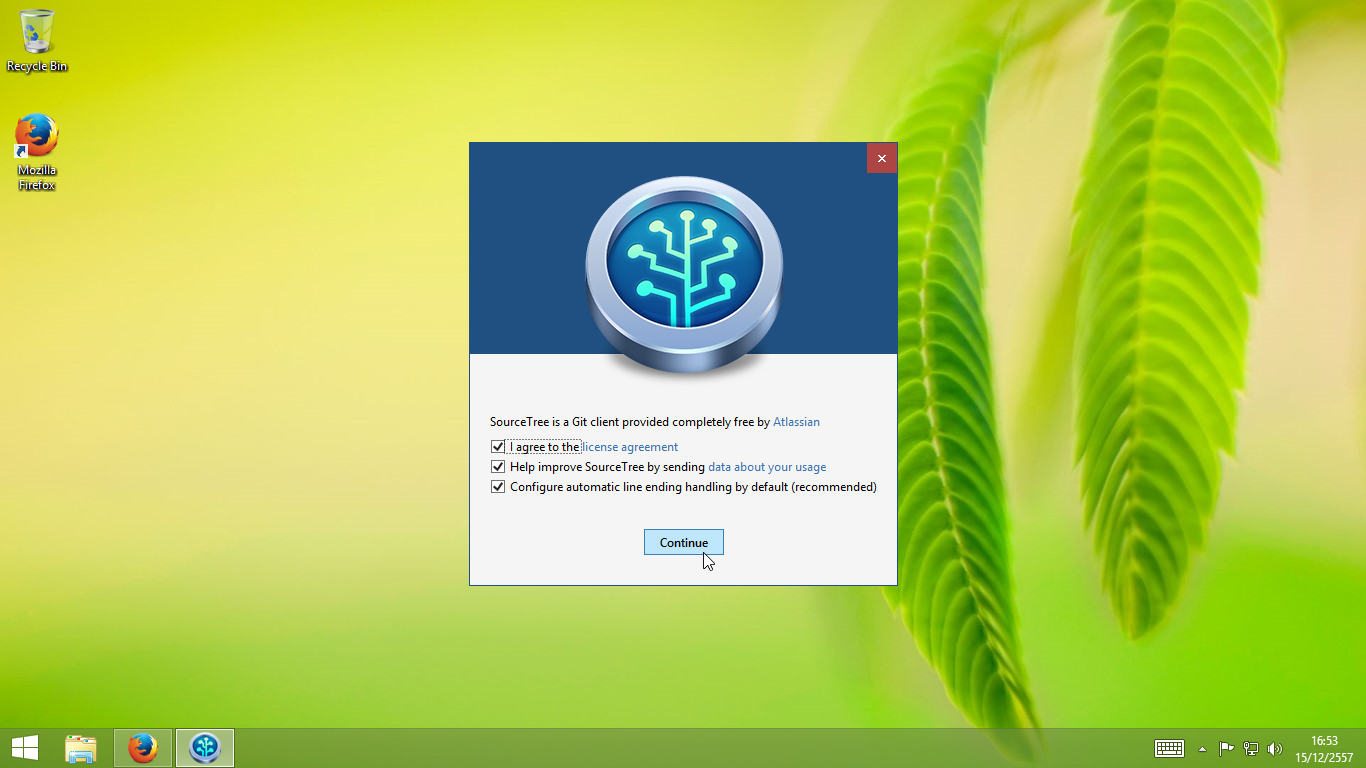 Recycle Bin
Mozilla
Firefox
SourceTree is a Git client provided completely free by Atlassian
I agree to the license agreement
Help improve SourceTree by sending data about your usage
Configure automatic line ending handling by default (recommended)
Continue
16:53
15/12/2557